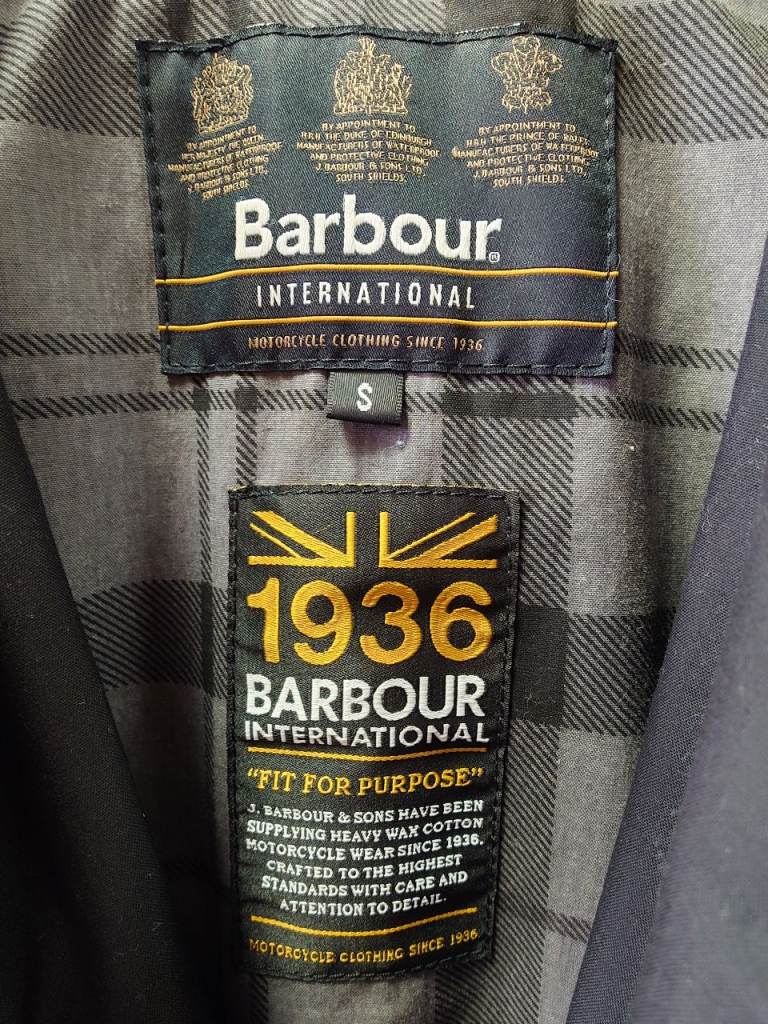 BY APPOINTMENT TO
HER MAJESTY THE QUEEN
MANUFACTURERS OF WATERPROOF
AND PROTECTIVE CLOTHING
J. BARBOUR & SONS LTD.
SOUTH SHIELDS
BY APPOINTMENT TO
H.R.H. THE DUKE OF EDINBURGH
MANUFACTURERS OF WATERPROOF
AND PROTECTIVE CLOTHING
J. BARBOUR & SONS LTD.
SOUTH SHIELDS
BY APPOINTMENT TO
H.R.H. THE PRINCE OF WALES
MANUFACTURERS OF WATERPROOF
AND PROTECTIVE CLOTHING
J. BARBOUR & SONS LTD.
SOUTH SHIELDS
Barbour®
INTERNATIONAL
MOTORCYCLE CLOTHING SINCE 1936
S
1936
BARBOUR
INTERNATIONAL
"FIT FOR PURPOSE"
J. BARBOUR & SONS HAVE BEEN
SUPPLYING HEAVY WAX COTTON
MOTORCYCLE WEAR SINCE 1936.
CRAFTED TO THE HIGHEST
STANDARDS WITH CARE AND
ATTENTION TO DETAIL.
MOTORCYCLE CLOTHING SINCE 1936